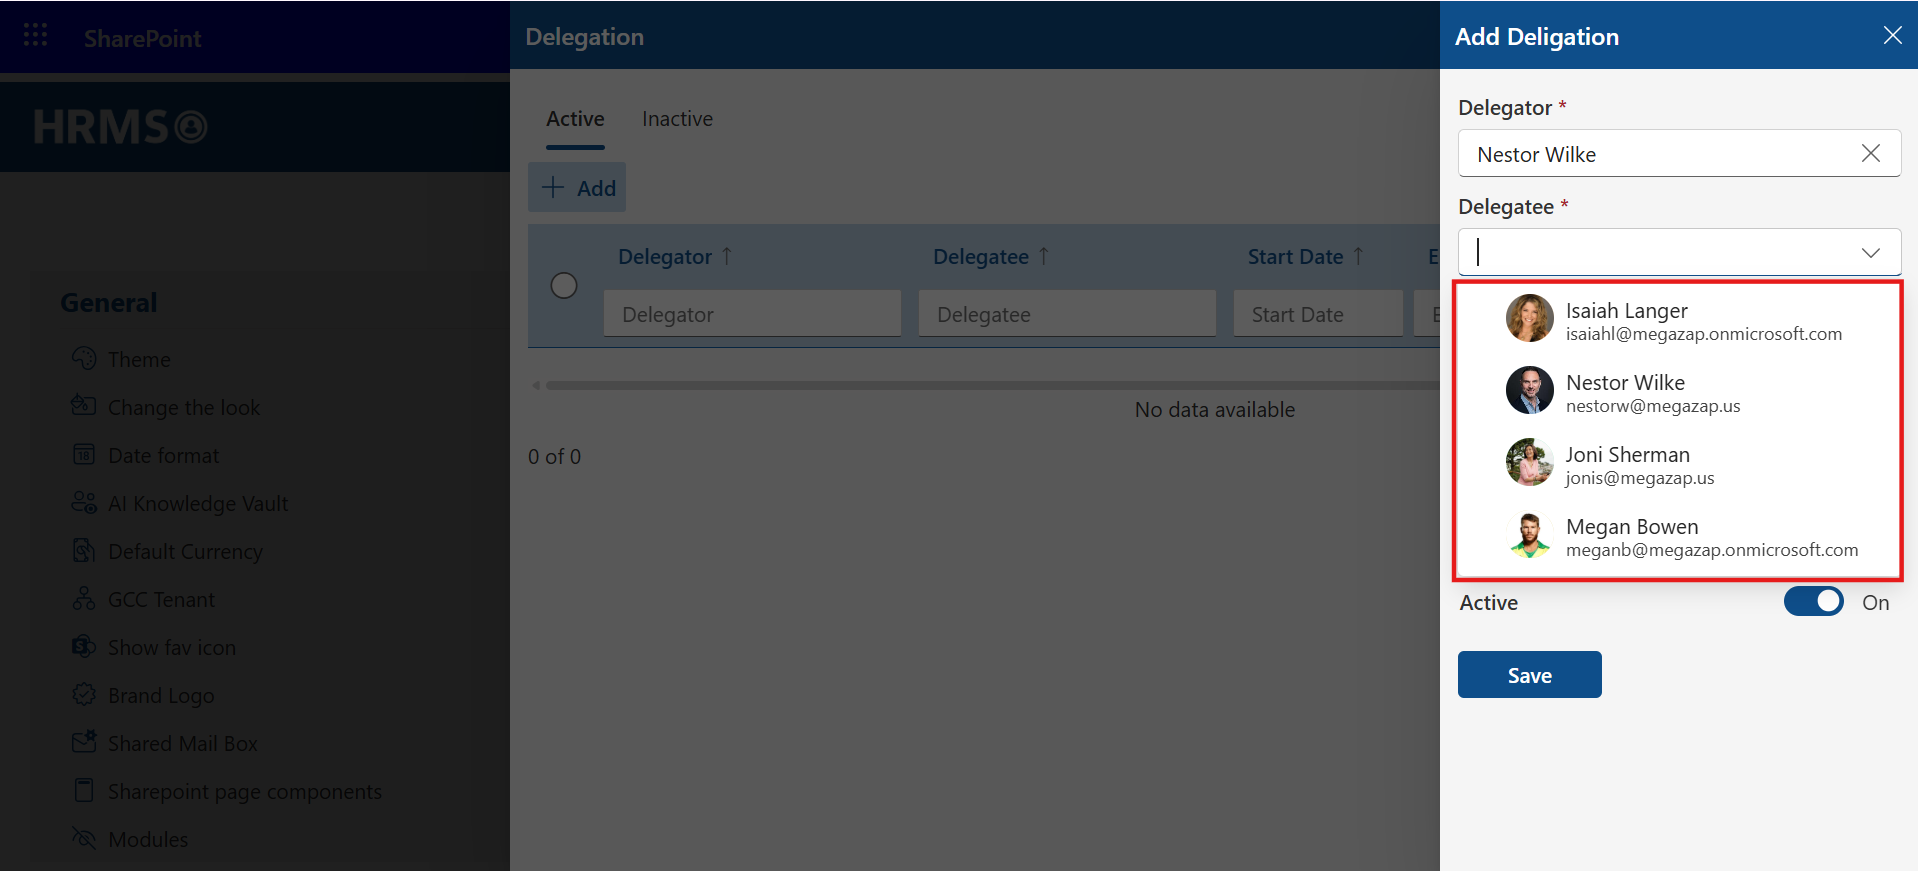 SharePoint
HRMS
General
Theme
Change the look
Date format
AI Knowledge Vault
Default Currency
GCC Tenant
Show fav icon
Brand Logo
Shared Mail Box
Sharepoint page components
Modules
Delegation
Active Inactive
Add
Delegator Delegatee Start Date E
Delegator Delegatee Start Date E
No data available
0 of 0
Add Deligation
Delegator *
Nestor Wilke
Delegatee *
Isaiah Langer
isaiahl@megazap.onmicrosoft.com
Nestor Wilke
nestorw@megazap.us
Joni Sherman
jonis@megazap.us
Megan Bowen
meganb@megazap.onmicrosoft.com
Active On
Save